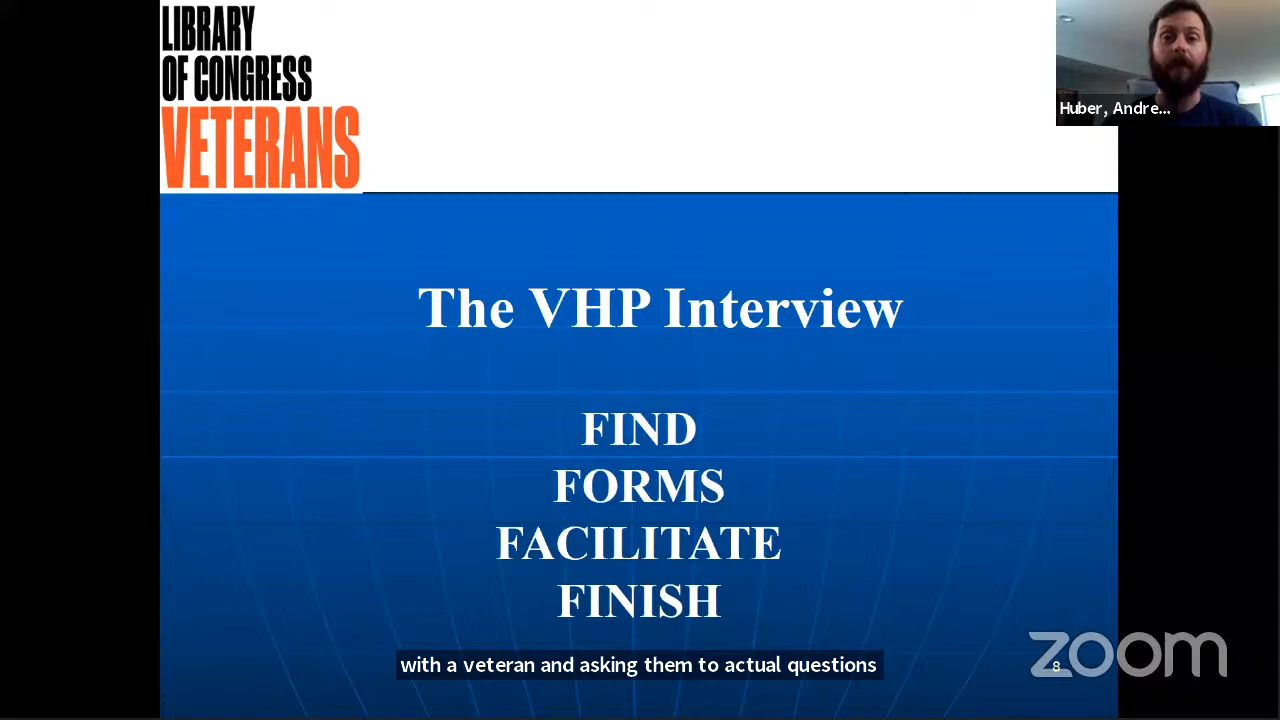 LIBRARY
OF CONGRESS
VETERANS
Huber, Andre...
The VHP Interview
FIND
FORMS
FACILITATE
FINISH
with a veteran and asking them to actual questions
8
zoom